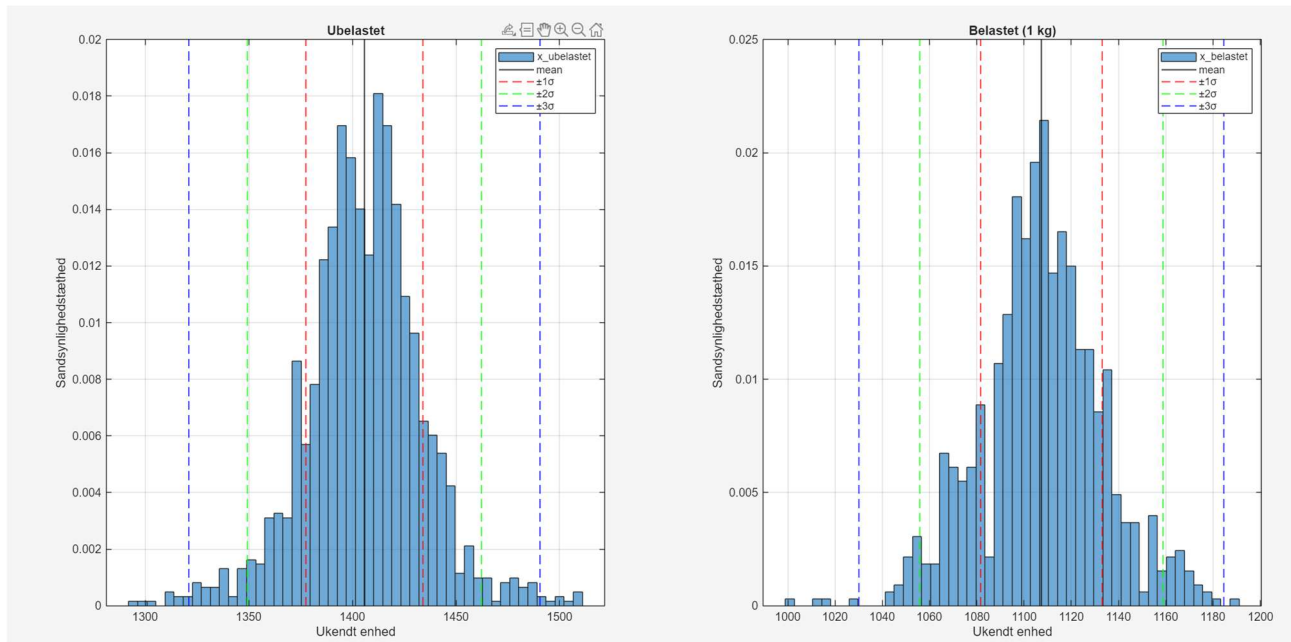 Ubelastet
0.02
0.018
0.016
0.014
0.012
0.01
0.008
0.006
0.004
0.002
0
Sandsynlighedstæthed
1300
1350
1400
1450
1500
Ukendt enhed
x_ubelastet
mean
±1σ
±2σ
±3σ
Belastet (1 kg)
0.025
0.02
0.015
0.01
0.005
0
Sandsynlighedstæthed
1000
1020
1040
1060
1080
1100
1120
1140
1160
1180
1200
Ukendt enhed
x_belastet
mean
±1σ
±2σ
±3σ